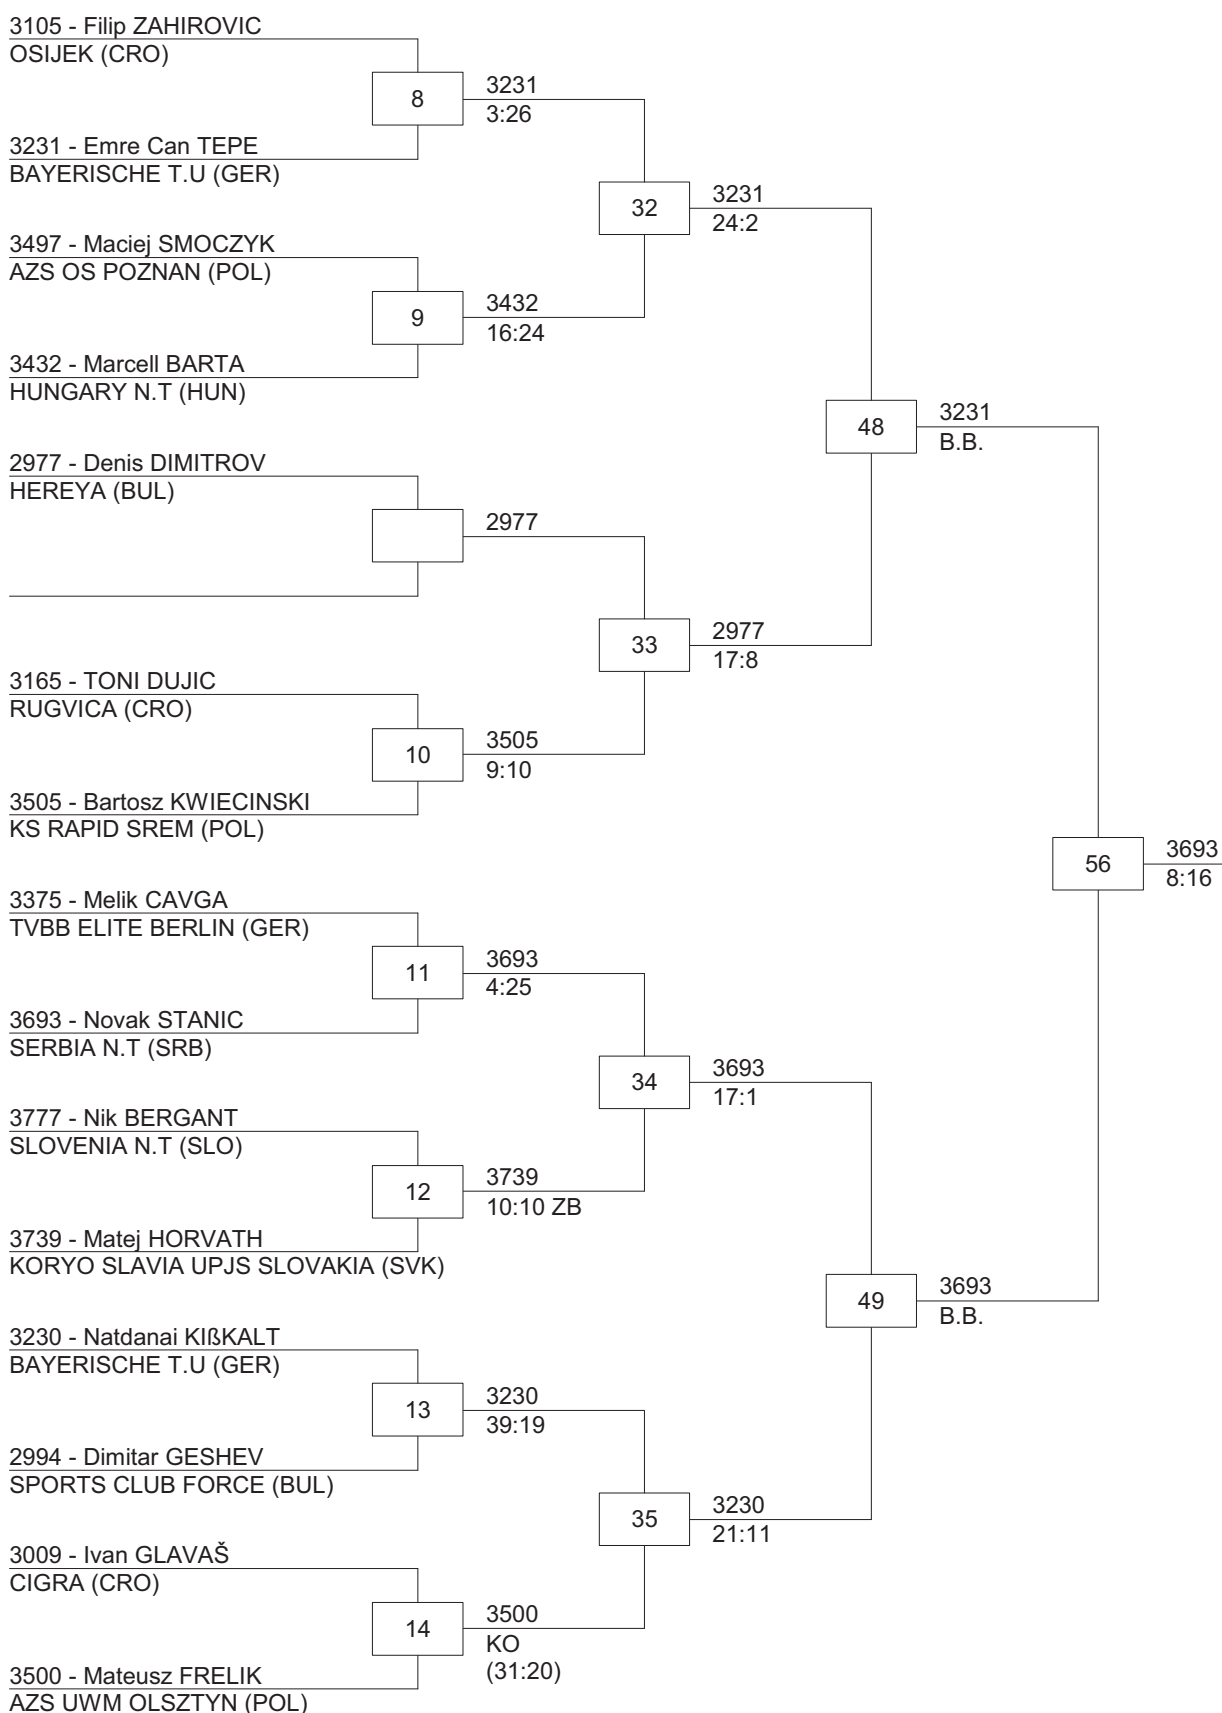 3105 - Filip ZAHIROVIC
OSIJEK (CRO)
8
3231
3:26
3231 - Emre Can TEPE
BAYERISCHE T.U (GER)
32
3231
24:2
3497 - Maciej SMOCZYK
AZS OS POZNAN (POL)
9
3432
16:24
3432 - Marcell BARTA
HUNGARY N.T (HUN)
48
3231
B.B.
2977 - Denis DIMITROV
HEREYA (BUL)
2977
33
2977
17:8
3165 - TONI DUJIC
RUGVICA (CRO)
10
3505
9:10
3505 - Bartosz KWIECINSKI
KS RAPID SREM (POL)
56
3693
8:16
3375 - Melik CAVGA
TVBB ELITE BERLIN (GER)
11
3693
4:25
3693 - Novak STANIC
SERBIA N.T (SRB)
34
3693
17:1
3777 - Nik BERGANT
SLOVENIA N.T (SLO)
12
3739
10:10 ZB
3739 - Matej HORVATH
KORYO SLAVIA UPJS SLOVAKIA (SVK)
49
3693
B.B.
3230 - Natdanai KIßKALT
BAYERISCHE T.U (GER)
13
3230
39:19
2994 - Dimitar GESHEV
SPORTS CLUB FORCE (BUL)
35
3230
21:11
3009 - Ivan GLAVAŠ
CIGRA (CRO)
14
3500
KO
(31:20)
3500 - Mateusz FRELIK
AZS UWM OLSZTYN (POL)